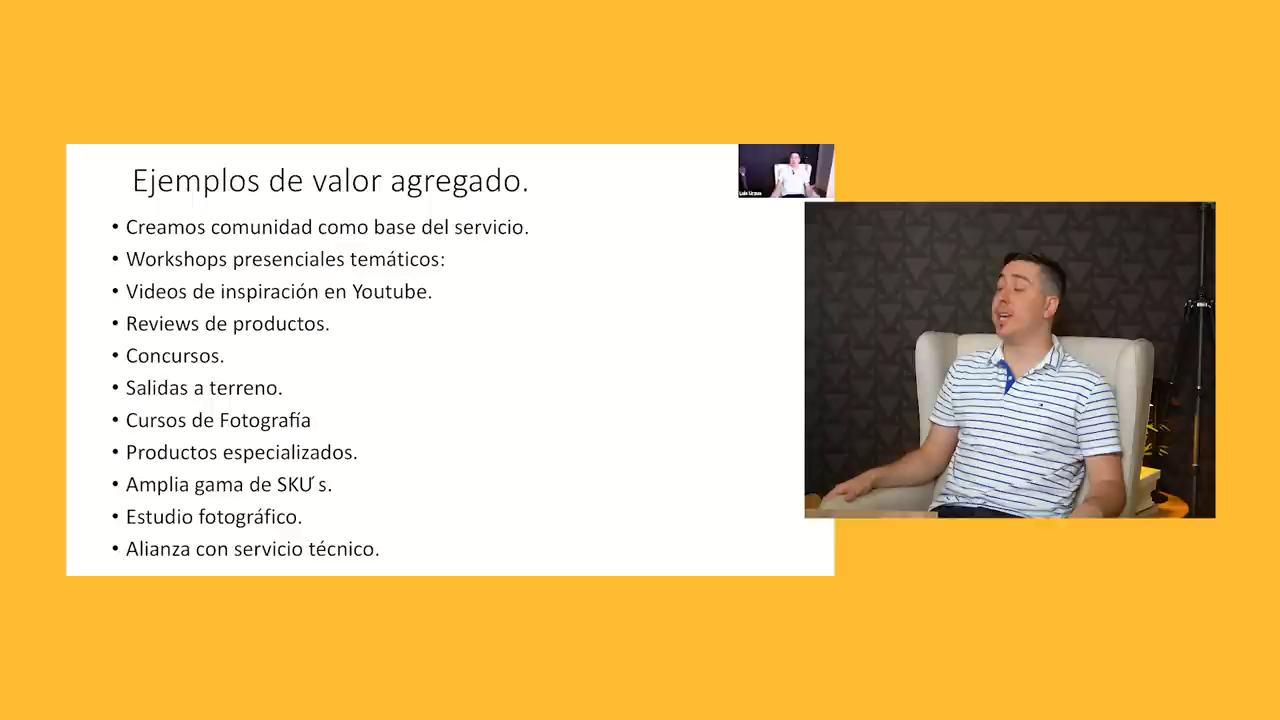 Ejemplos de valor agregado.
• Creamos comunidad como base del servicio.
• Workshops presenciales temáticos:
• Videos de inspiración en Youtube.
• Reviews de productos.
• Concursos.
• Salidas a terreno.
• Cursos de Fotografía
• Productos especializados.
• Amplia gama de SKU´s.
• Estudio fotográfico.
• Alianza con servicio técnico.